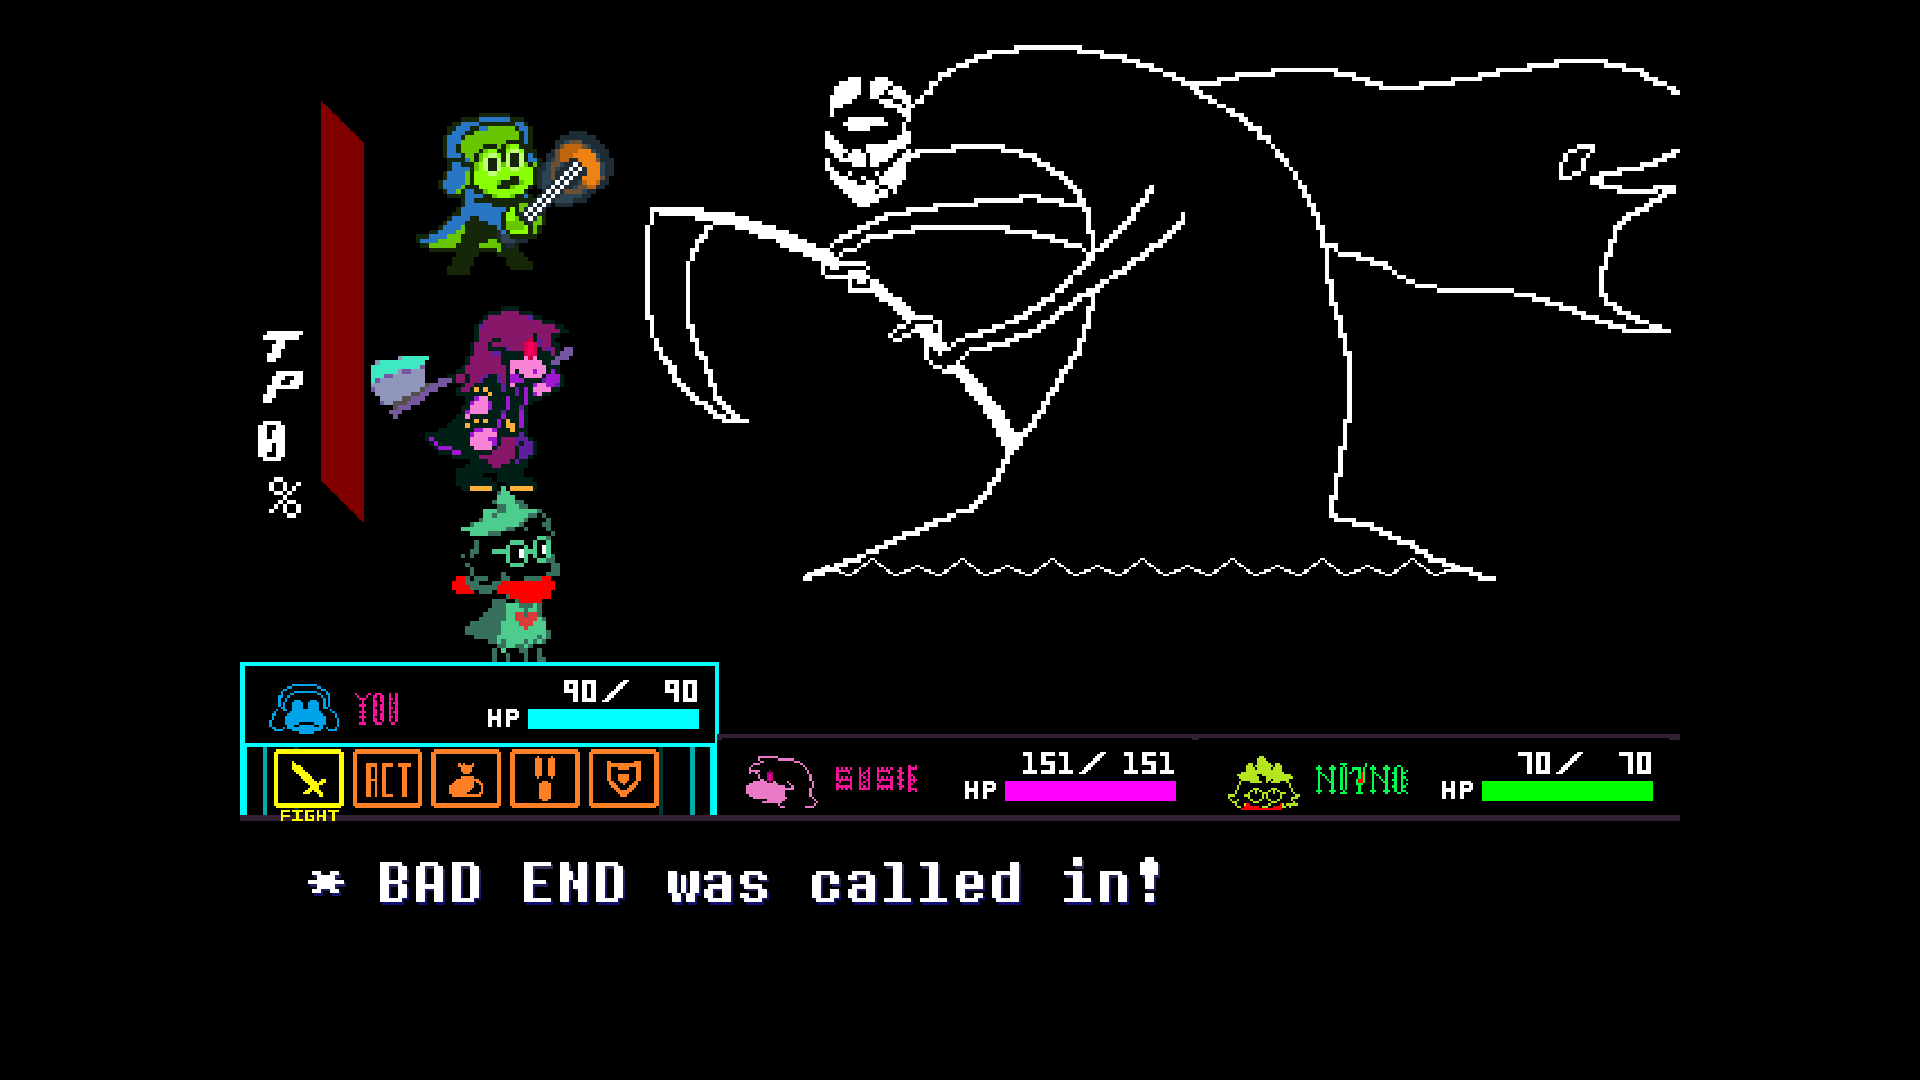 TP
0
%
YOU
90/ 90
HP
FIGHT
ACT
SUSIE
151/ 151
HP
70/ 70
HP
* BAD END was called in!